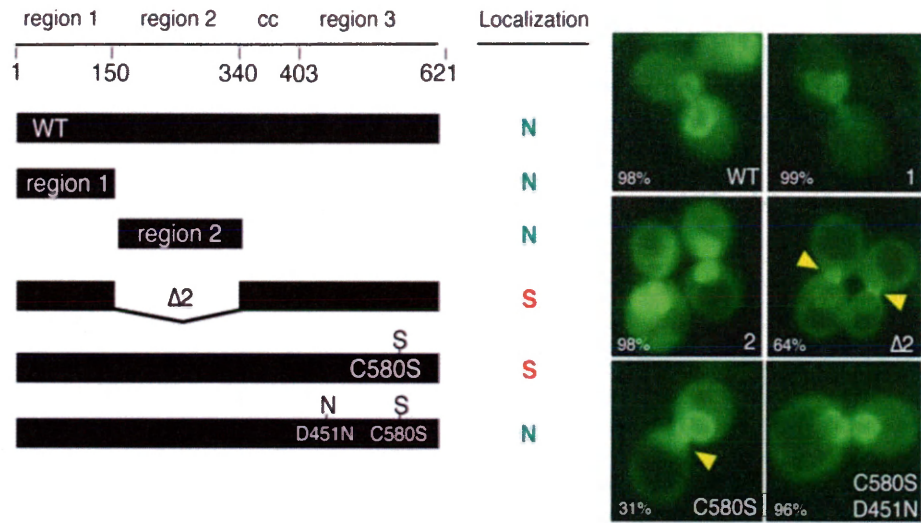 region 1 region 2 cc region 3 Localization
1 150 340 403 621
WT N
region 1 N
region 2 N
Δ2 S
S
C580S S
N S
D451N C580S N
98% WT 99% 1
98% 2 64% Δ2
31% C580S 96% C580S
D451N